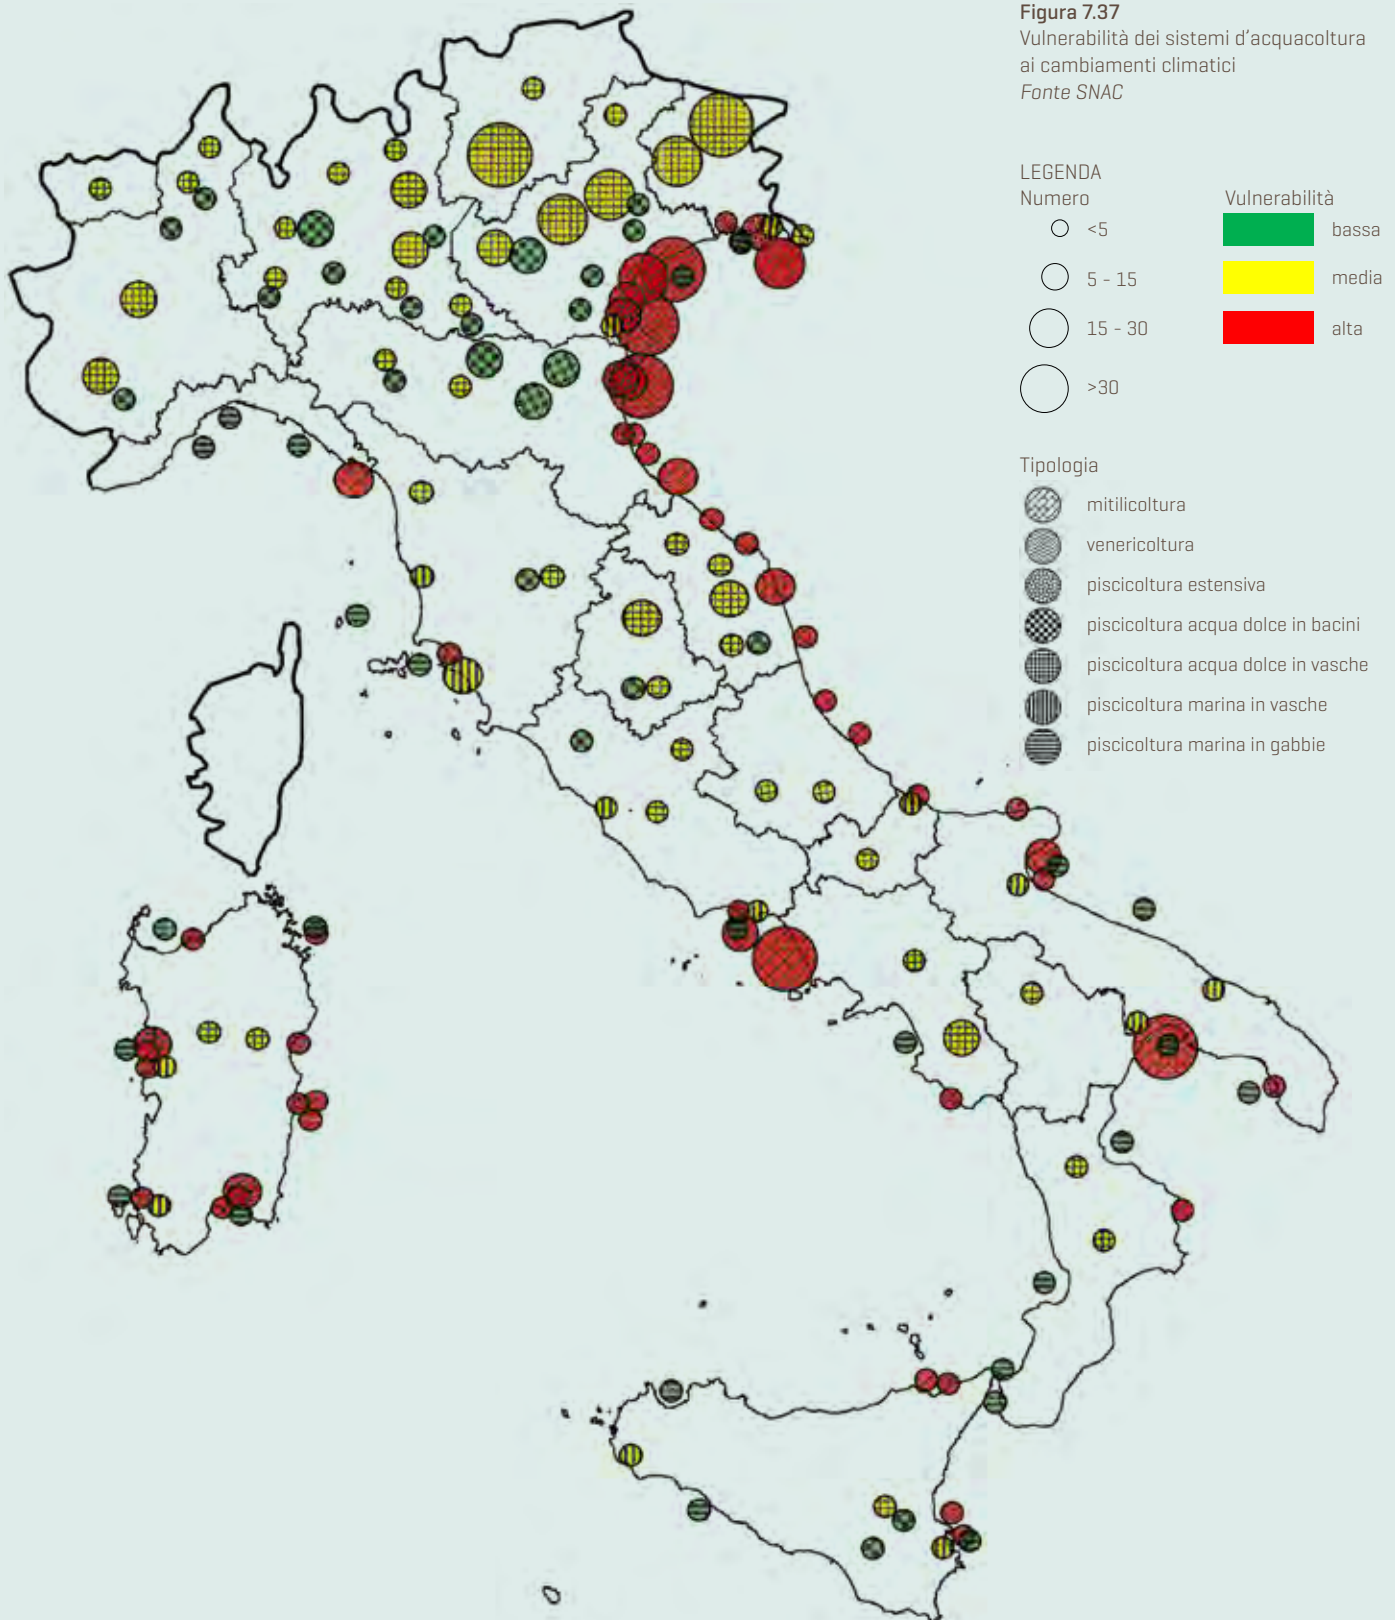 Figura 7.37
Vulnerabilità dei sistemi d'acquacoltura
ai cambiamenti climatici
Fonte SNAC
LEGENDA
Numero
<5
5 - 15
15 - 30
>30
Vulnerabilità
bassa
media
alta
Tipologia
mitilicoltura
venericoltura
piscicoltura estensiva
piscicoltura acqua dolce in bacini
piscicoltura acqua dolce in vasche
piscicoltura marina in vasche
piscicoltura marina in gabbie